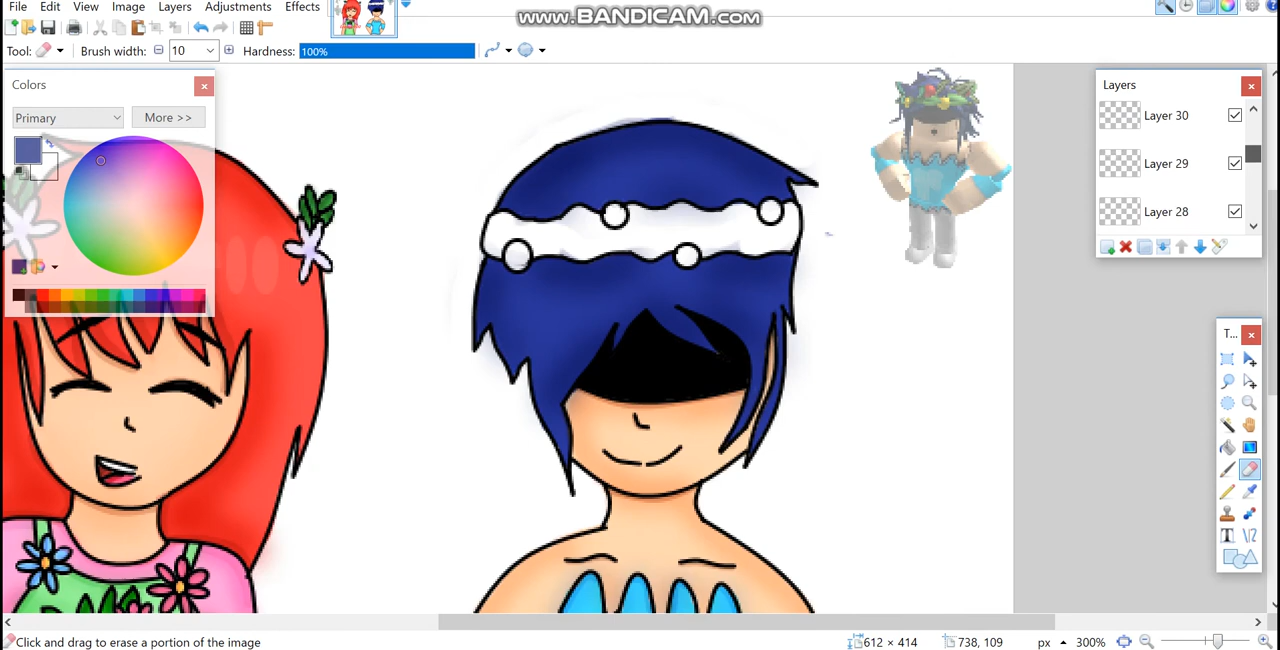 File Edit View Image Layers Adjustments Effects
www.BANDICAM.com
Tool: Brush width: 10 Hardness: 100%
Colors
Primary More >>
Layers
Layer 30
Layer 29
Layer 28
T...
Click and drag to erase a portion of the image 612 × 414 738, 109 px 300%